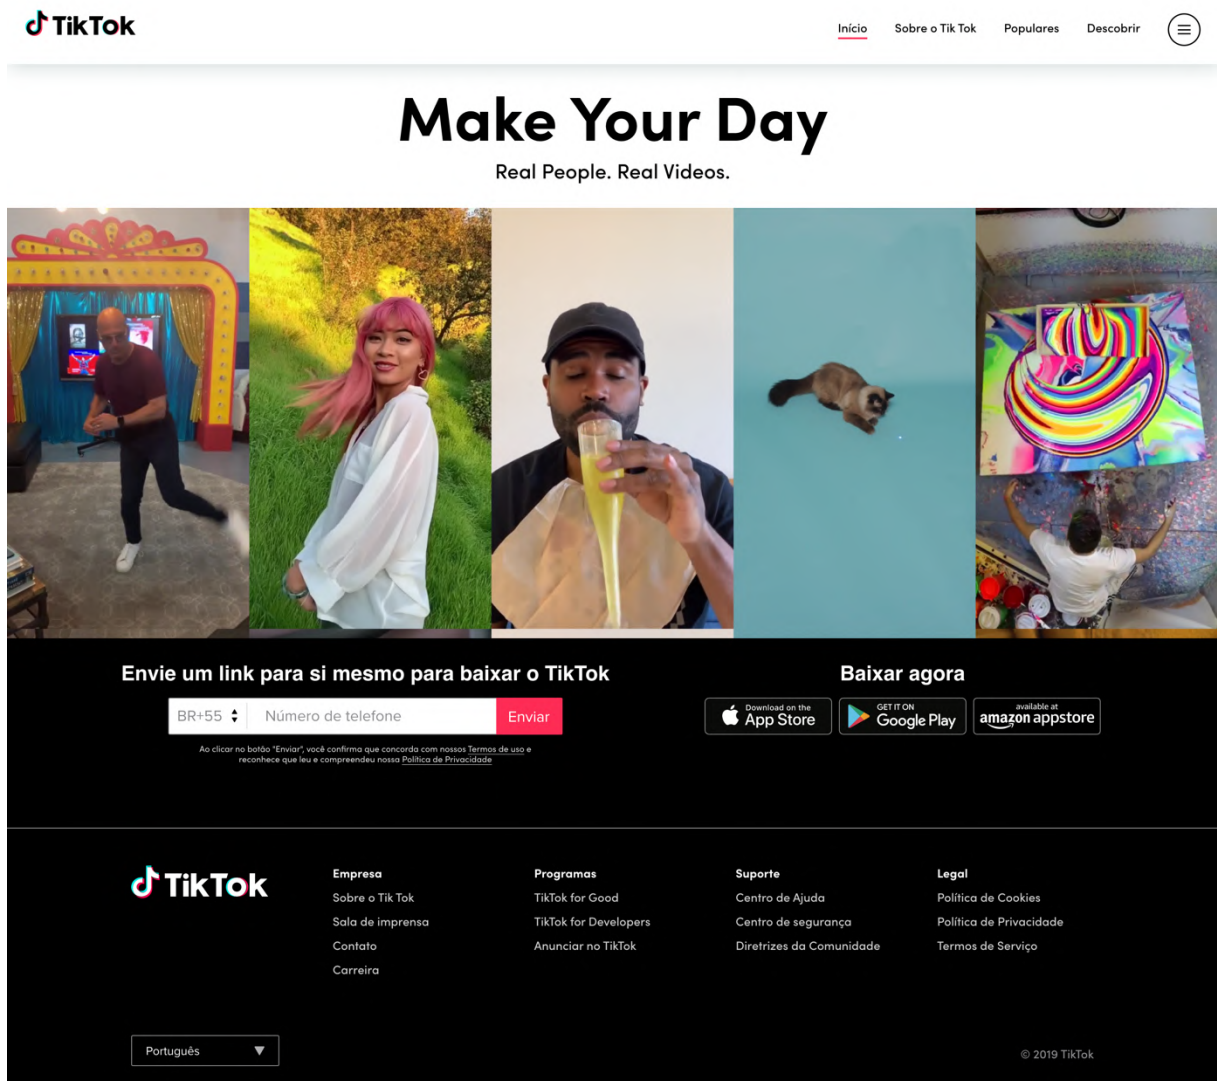 TikTok
Início
Sobre o Tik Tok
Populares
Descobrir
Make Your Day
Real People. Real Videos.
Envie um link para si mesmo para baixar o TikTok
BR+55
Número de telefone
Enviar
Ao clicar no botão "Enviar", você confirma que concorda com nossos Termos de uso e
reconhece que leu e compreendeu nossa Política de Privacidade
Baixar agora
Download on the
App Store
GET IT ON
Google Play
available at
amazon appstore
TikTok
Empresa
Sobre o Tik Tok
Sala de imprensa
Contato
Carreira
Programas
TikTok for Good
TikTok for Developers
Anunciar no TikTok
Suporte
Centro de Ajuda
Centro de segurança
Diretrizes da Comunidade
Legal
Política de Cookies
Política de Privacidade
Termos de Serviço
Português
© 2019 TikTok